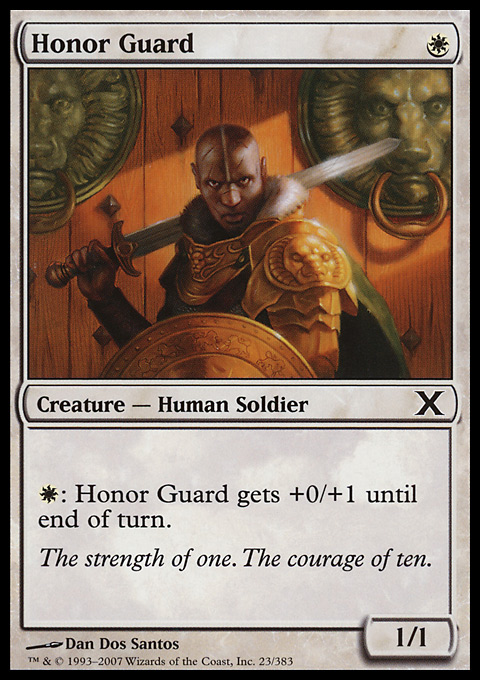 Honor Guard
Creature — Human Soldier
X
: Honor Guard gets +0/+1 until
end of turn.
The strength of one. The courage of ten.
Dan Dos Santos
1/1
™ & © 1993–2007 Wizards of the Coast, Inc. 23/383